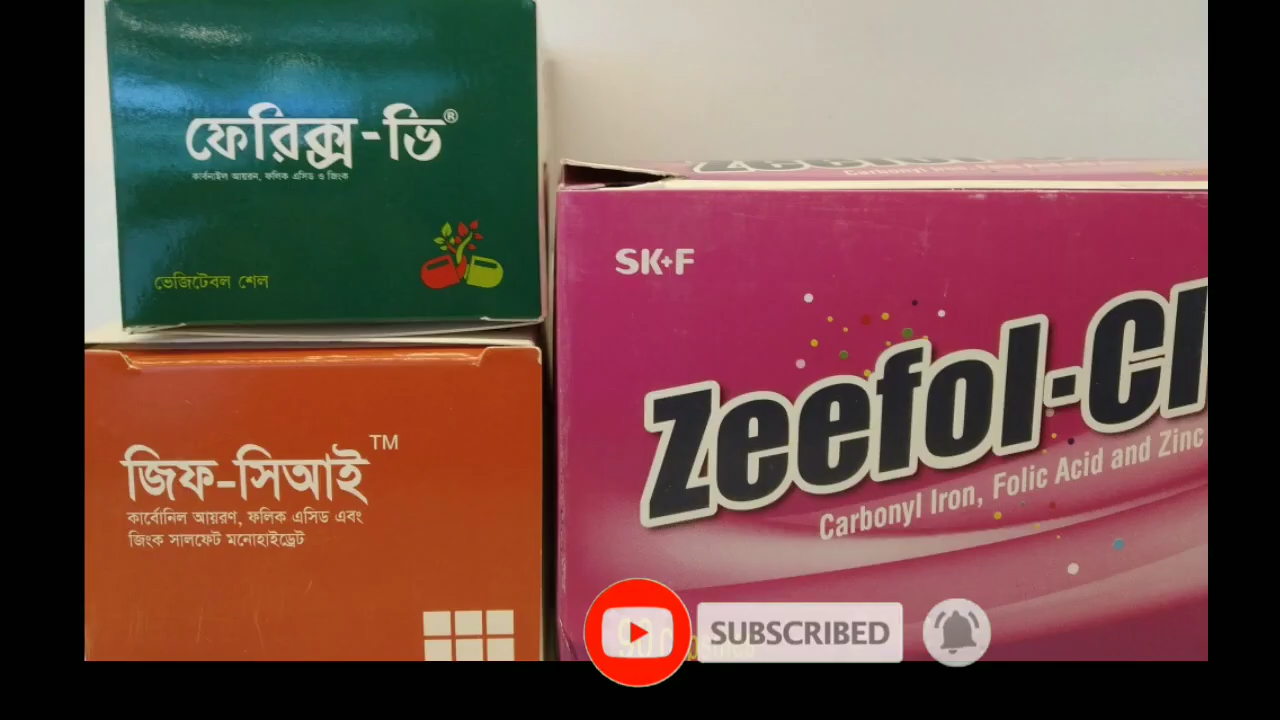 ফেরিক্স-ভি®
কার্বনাইল আয়রন, ফলিক এসিড ও জিংক
ভেজিটেবল শেল
জিফ-সিআই™
কার্বোনিল আয়রণ, ফলিক এসিড এবং
জিংক সালফেট মনোহাইড্রেট
SK+F
Zeefol-CI
Carbonyl Iron, Folic Acid and Zinc
90
SUBSCRIBED